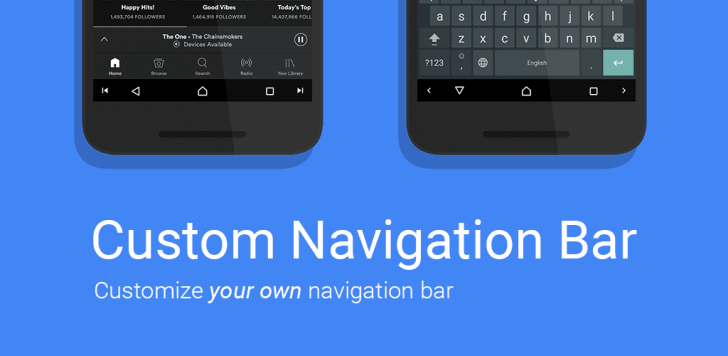 Happy Hits!
Good Vibes
Today's Top
1,493,704 FOLLOWERS
1,464,915 FOLLOWERS
14,407,866 FOLL
The One • The Chainsmokers
Devices Available
Home
Browse
Search
Radio
Your Library
a s d f g h j k l
z x c v b n m
?123
,
English
.
Custom Navigation Bar
Customize your own navigation bar